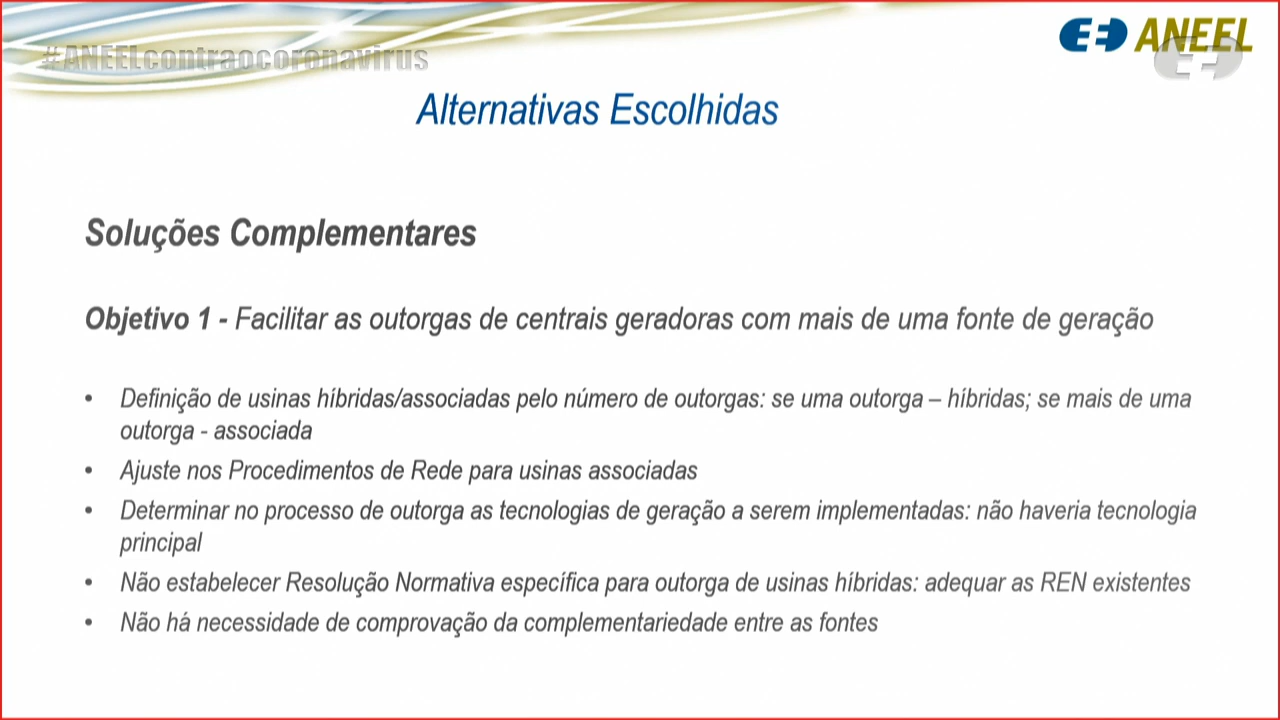 #ANEELcontraocoronavirus
ANEEL
Alternativas Escolhidas
Soluções Complementares
Objetivo 1 - Facilitar as outorgas de centrais geradoras com mais de uma fonte de geração
• Definição de usinas híbridas/associadas pelo número de outorgas: se uma outorga – híbridas; se mais de uma
outorga - associada
• Ajuste nos Procedimentos de Rede para usinas associadas
• Determinar no processo de outorga as tecnologias de geração a serem implementadas: não haveria tecnologia
principal
• Não estabelecer Resolução Normativa específica para outorga de usinas híbridas: adequar as REN existentes
• Não há necessidade de comprovação da complementariedade entre as fontes